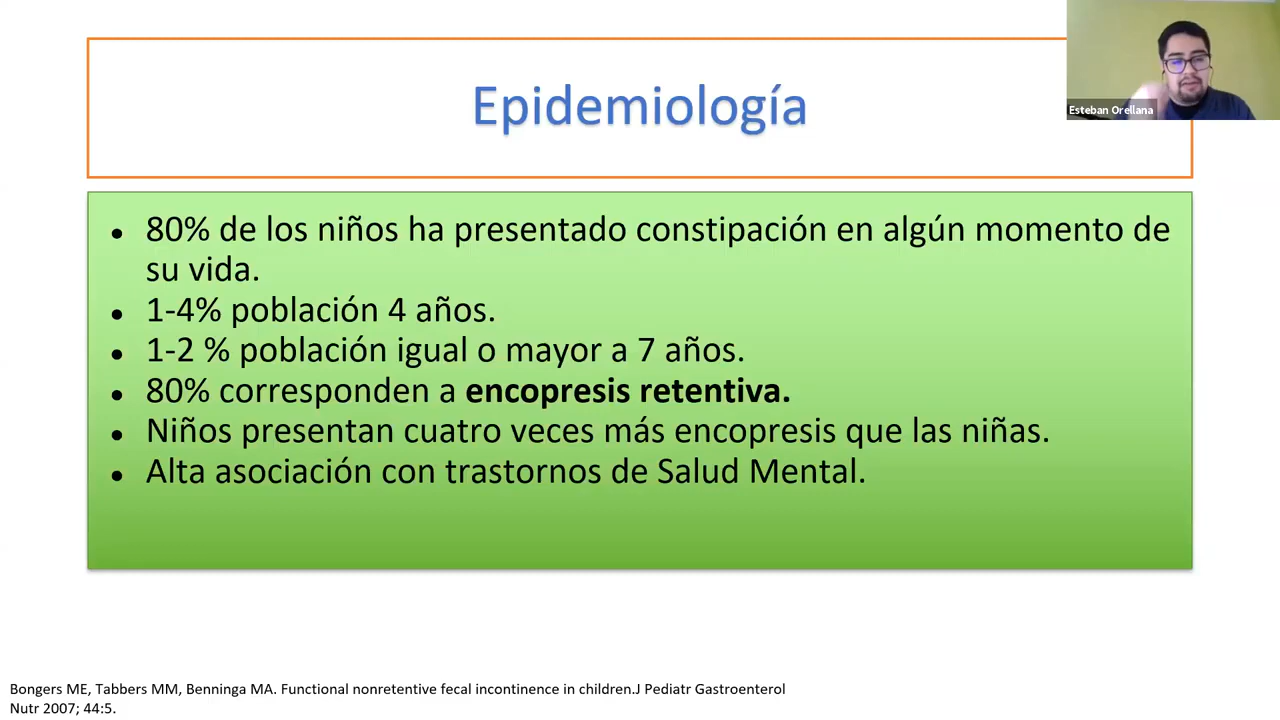 Epidemiología
Esteban Orellana
• 80% de los niños ha presentado constipación en algún momento de
su vida.
• 1-4% población 4 años.
• 1-2 % población igual o mayor a 7 años.
• 80% corresponden a encopresis retentiva.
• Niños presentan cuatro veces más encopresis que las niñas.
• Alta asociación con trastornos de Salud Mental.
Bongers ME, Tabbers MM, Benninga MA. Functional nonretentive fecal incontinence in children.J Pediatr Gastroenterol
Nutr 2007; 44:5.